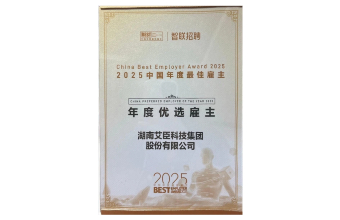 智联招聘
China Best Employer Award 2025
2025中国年度最佳雇主
年度优选雇主
湖南艾臣科技集团
股份有限公司
2025
BEST